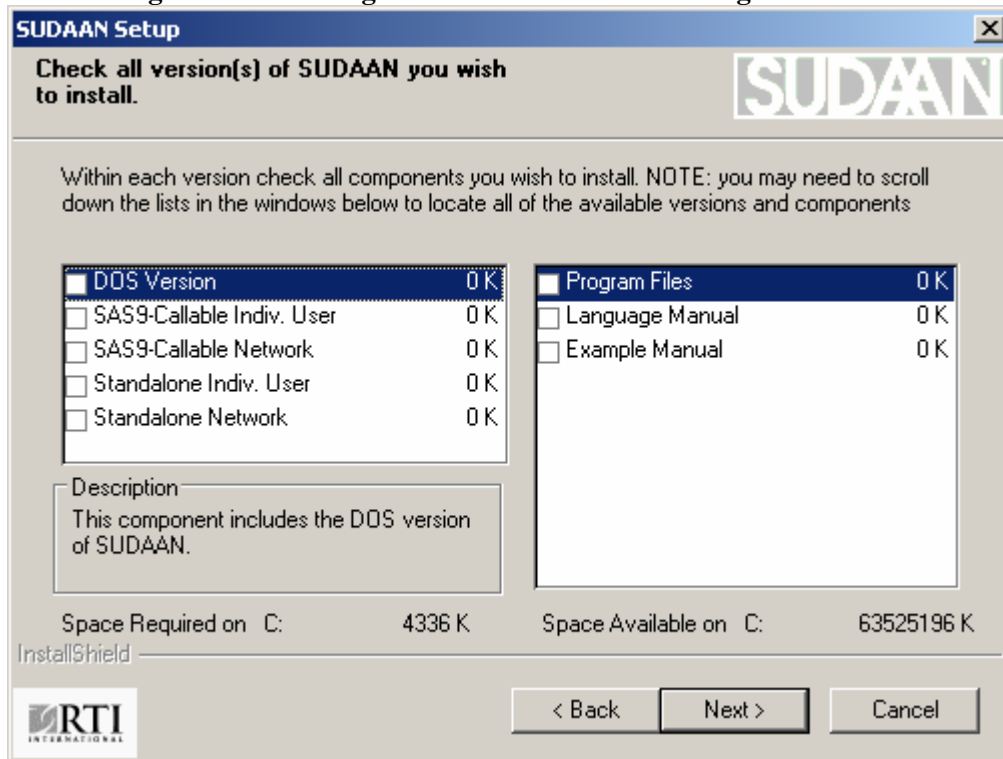 SUDAAN Setup
Check all version(s) of SUDAAN you wish
to install.
SUDAAN
Within each version check all components you wish to install. NOTE: you may need to scroll
down the lists in the windows below to locate all of the available versions and components
DOS Version 0 K
SAS9-Callable Indiv. User 0 K
SAS9-Callable Network 0 K
Standalone Indiv. User 0 K
Standalone Network 0 K
Program Files 0 K
Language Manual 0 K
Example Manual 0 K
Description
This component includes the DOS version
of SUDAAN.
Space Required on C: 4336 K
Space Available on C: 63525196 K
InstallShield
RTI
INTERNATIONAL
< Back
Next >
Cancel